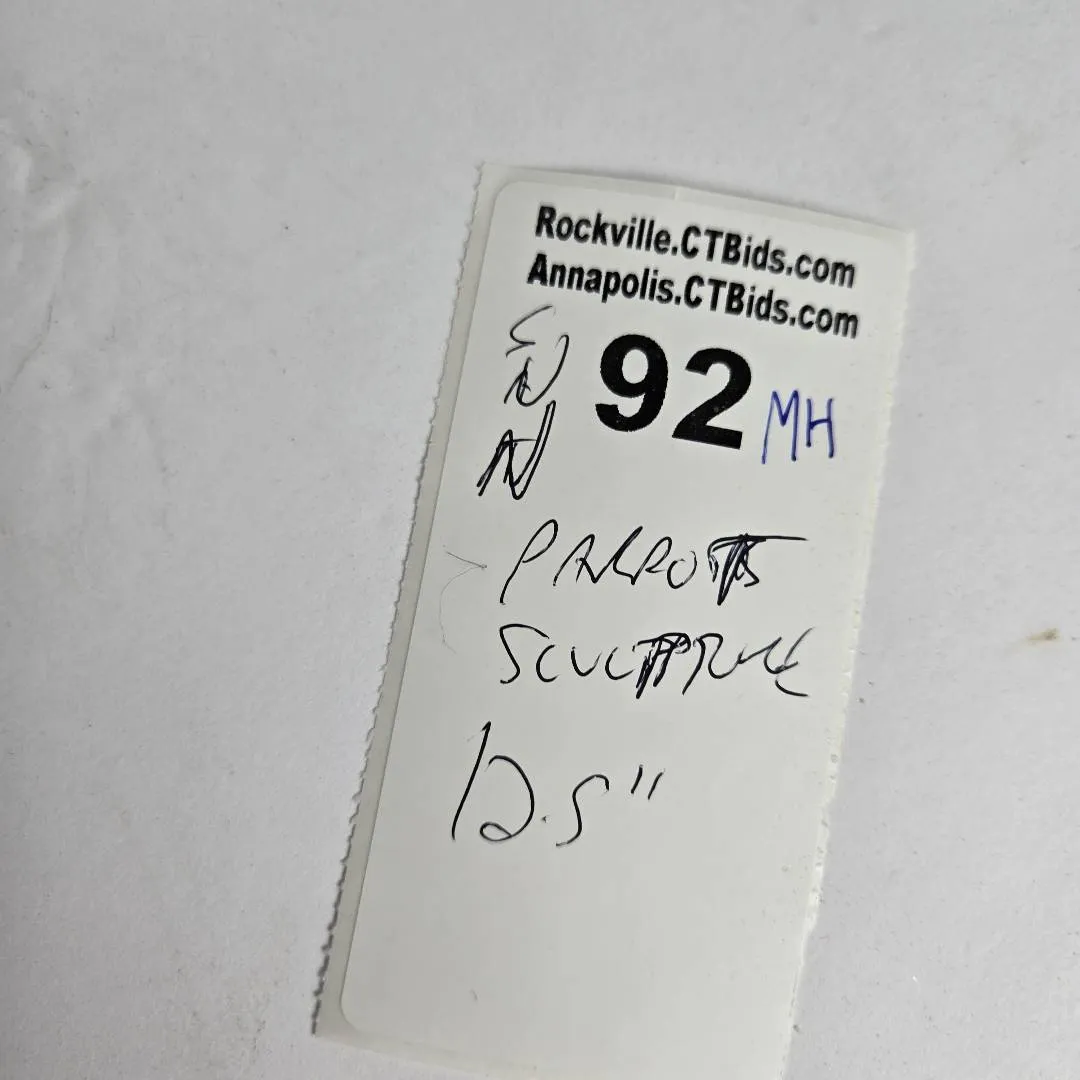 Rockville.CTBids.com
Annapolis.CTBids.com
92 MH
PARROTS
SCULPTURE
12.5"